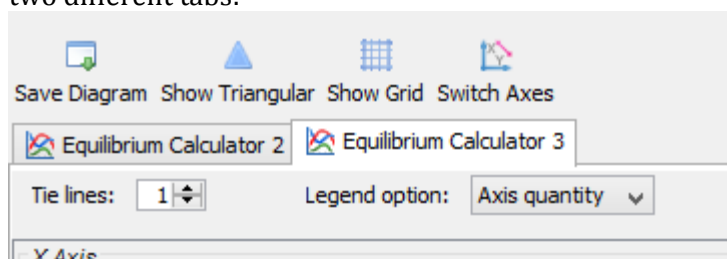 two different tabs.
Save Diagram Show Triangular Show Grid Switch Axes
Equilibrium Calculator 2 Equilibrium Calculator 3
Tie lines: 1 Legend option: Axis quantity
X Axis